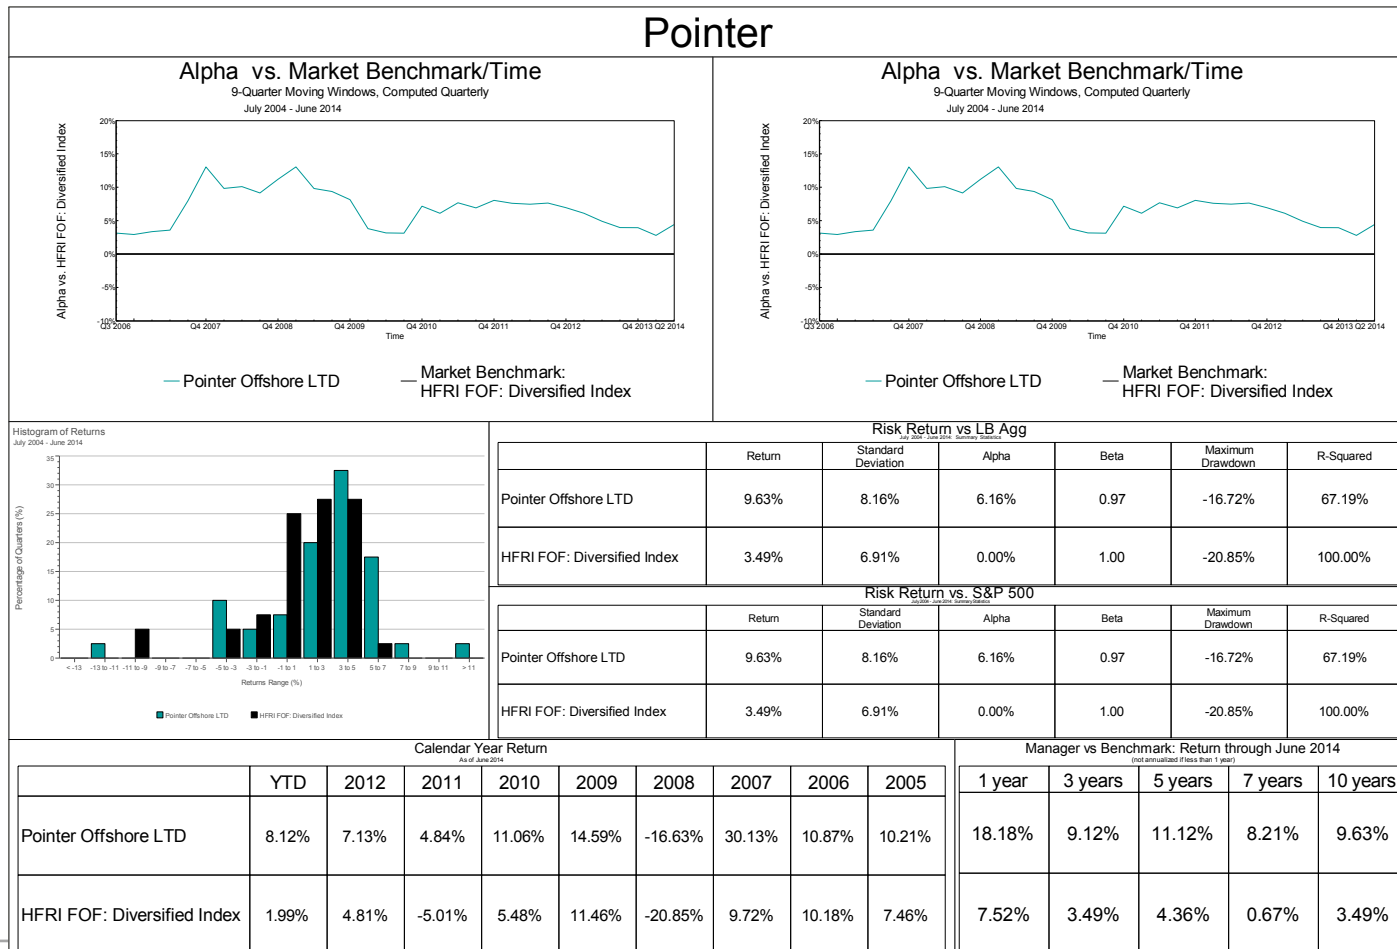 Pointer
Alpha vs. Market Benchmark/Time
9-Quarter Moving Windows, Computed Quarterly
July 2004 - June 2014
Alpha vs. HFRI FOF: Diversified Index
20%
15%
10%
5%
0%
-5%
-10%
Q3 2006 Q4 2007 Q4 2008 Q4 2009 Q4 2010 Q4 2011 Q4 2012 Q4 2013 Q2 2014
Time
Pointer Offshore LTD
Market Benchmark:
HFRI FOF: Diversified Index
Alpha vs. Market Benchmark/Time
9-Quarter Moving Windows, Computed Quarterly
July 2004 - June 2014
Alpha vs. HFRI FOF: Diversified Index
20%
15%
10%
5%
0%
-5%
-10%
Q3 2006 Q4 2007 Q4 2008 Q4 2009 Q4 2010 Q4 2011 Q4 2012 Q4 2013 Q2 2014
Time
Pointer Offshore LTD
Market Benchmark:
HFRI FOF: Diversified Index
Histogram of Returns
July 2004 - June 2014
Percentage of Quarters (%)
35
30
25
20
15
10
5
0
< -13 -13 to -11 -11 to -9 -9 to -7 -7 to -5 -5 to -3 -3 to -1 -1 to 1 1 to 3 3 to 5 5 to 7 7 to 9 9 to 11 > 11
Returns Range (%)
Pointer Offshore LTD HFRI FOF: Diversified Index
Risk Return vs LB Agg
July 2004 - June 2014: Summary Statistics
Return Standard Deviation Alpha Beta Maximum Drawdown R-Squared
Pointer Offshore LTD 9.63% 8.16% 6.16% 0.97 -16.72% 67.19%
HFRI FOF: Diversified Index 3.49% 6.91% 0.00% 1.00 -20.85% 100.00%
Risk Return vs. S&P 500
July 2004 - June 2014: Summary Statistics
Return Standard Deviation Alpha Beta Maximum Drawdown R-Squared
Pointer Offshore LTD 9.63% 8.16% 6.16% 0.97 -16.72% 67.19%
HFRI FOF: Diversified Index 3.49% 6.91% 0.00% 1.00 -20.85% 100.00%
Calendar Year Return
As of June 2014
YTD 2012 2011 2010 2009 2008 2007 2006 2005
Pointer Offshore LTD 8.12% 7.13% 4.84% 11.06% 14.59% -16.63% 30.13% 10.87% 10.21%
HFRI FOF: Diversified Index 1.99% 4.81% -5.01% 5.48% 11.46% -20.85% 9.72% 10.18% 7.46%
Manager vs Benchmark: Return through June 2014
(not annualized if less than 1 year)
1 year 3 years 5 years 7 years 10 years
18.18% 9.12% 11.12% 8.21% 9.63%
7.52% 3.49% 4.36% 0.67% 3.49%